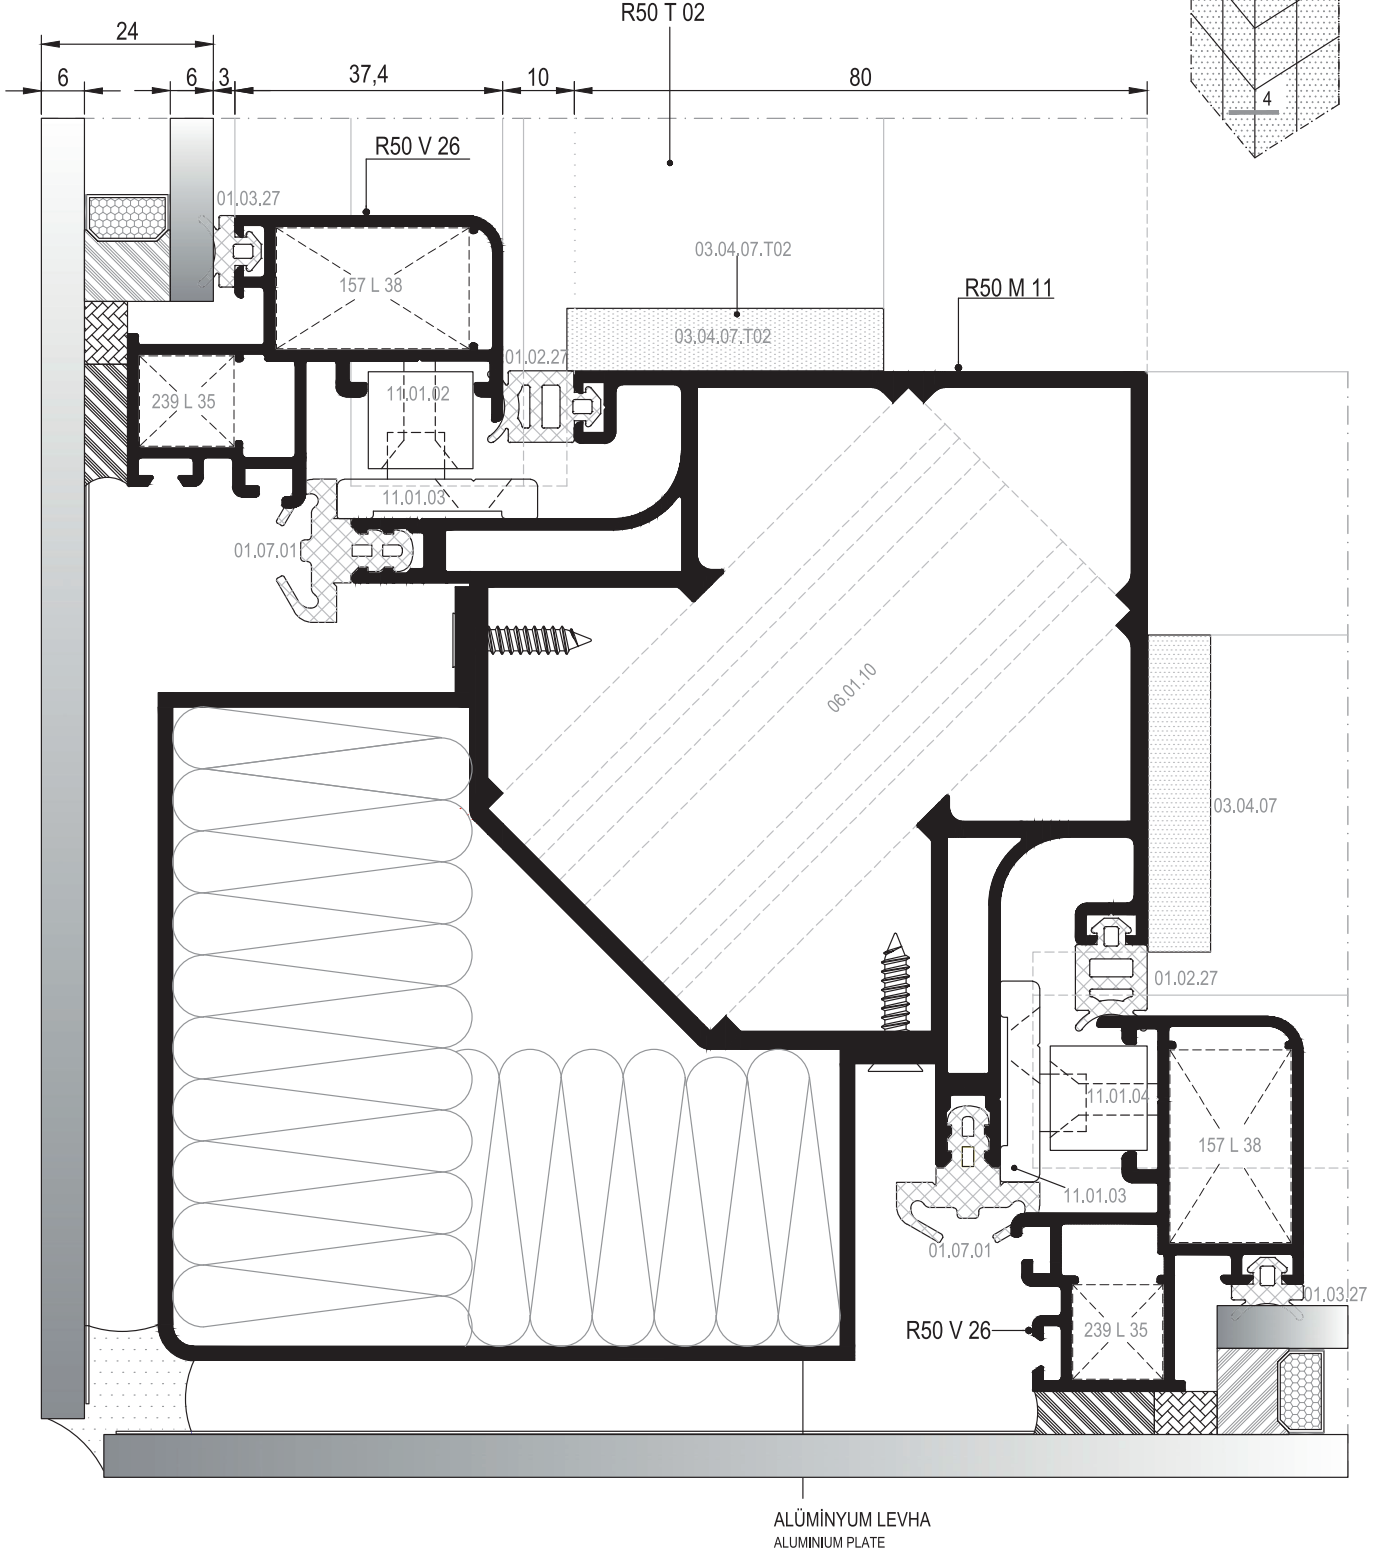 R50 T 02
24
6
6
3
37,4
10
80
4
R50 V 26
01.03.27
157 L 38
03.04.07.T02
R50 M 11
03.04.07.T02
01.02.27
11.01.02
239 L 35
11.01.03
01.07.01
06.01.10
03.04.07
01.02.27
11.01.04
157 L 38
11.01.03
01.07.01
01.03.27
R50 V 26
239 L 35
ALÜMİNYUM LEVHA
ALUMINIUM PLATE